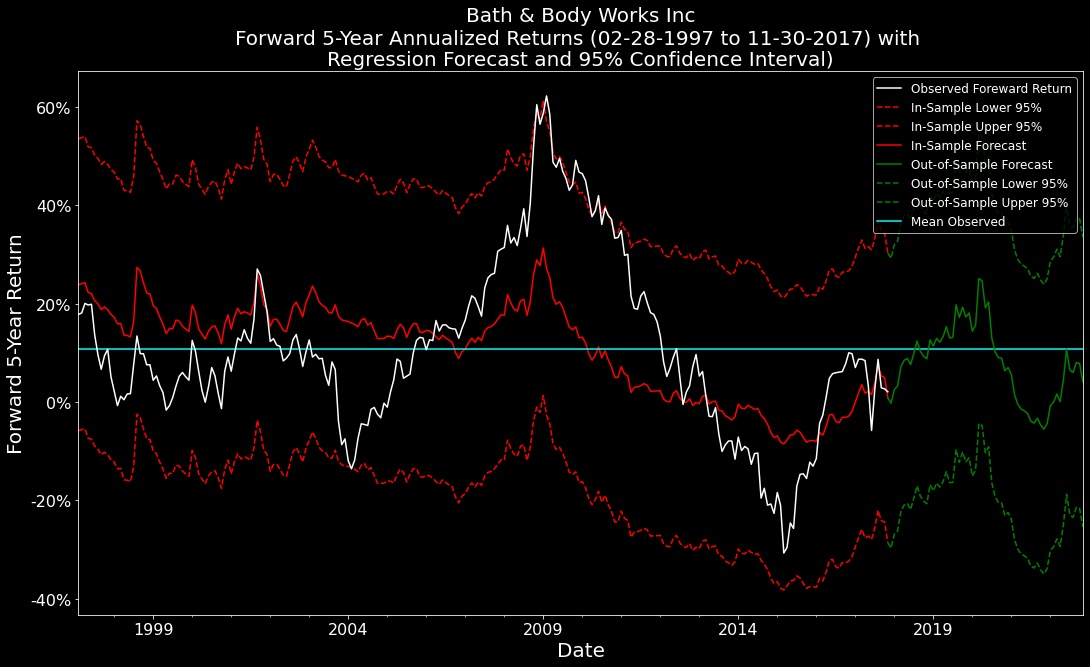 Bath & Body Works Inc
Forward 5-Year Annualized Returns (02-28-1997 to 11-30-2017) with
Regression Forecast and 95% Confidence Interval)
Observed Foreward Return
In-Sample Lower 95%
In-Sample Upper 95%
In-Sample Forecast
Out-of-Sample Forecast
Out-of-Sample Lower 95%
Out-of-Sample Upper 95%
Mean Observed
Forward 5-Year Return
60%
40%
20%
0%
-20%
-40%
1999
2004
2009
2014
2019
Date